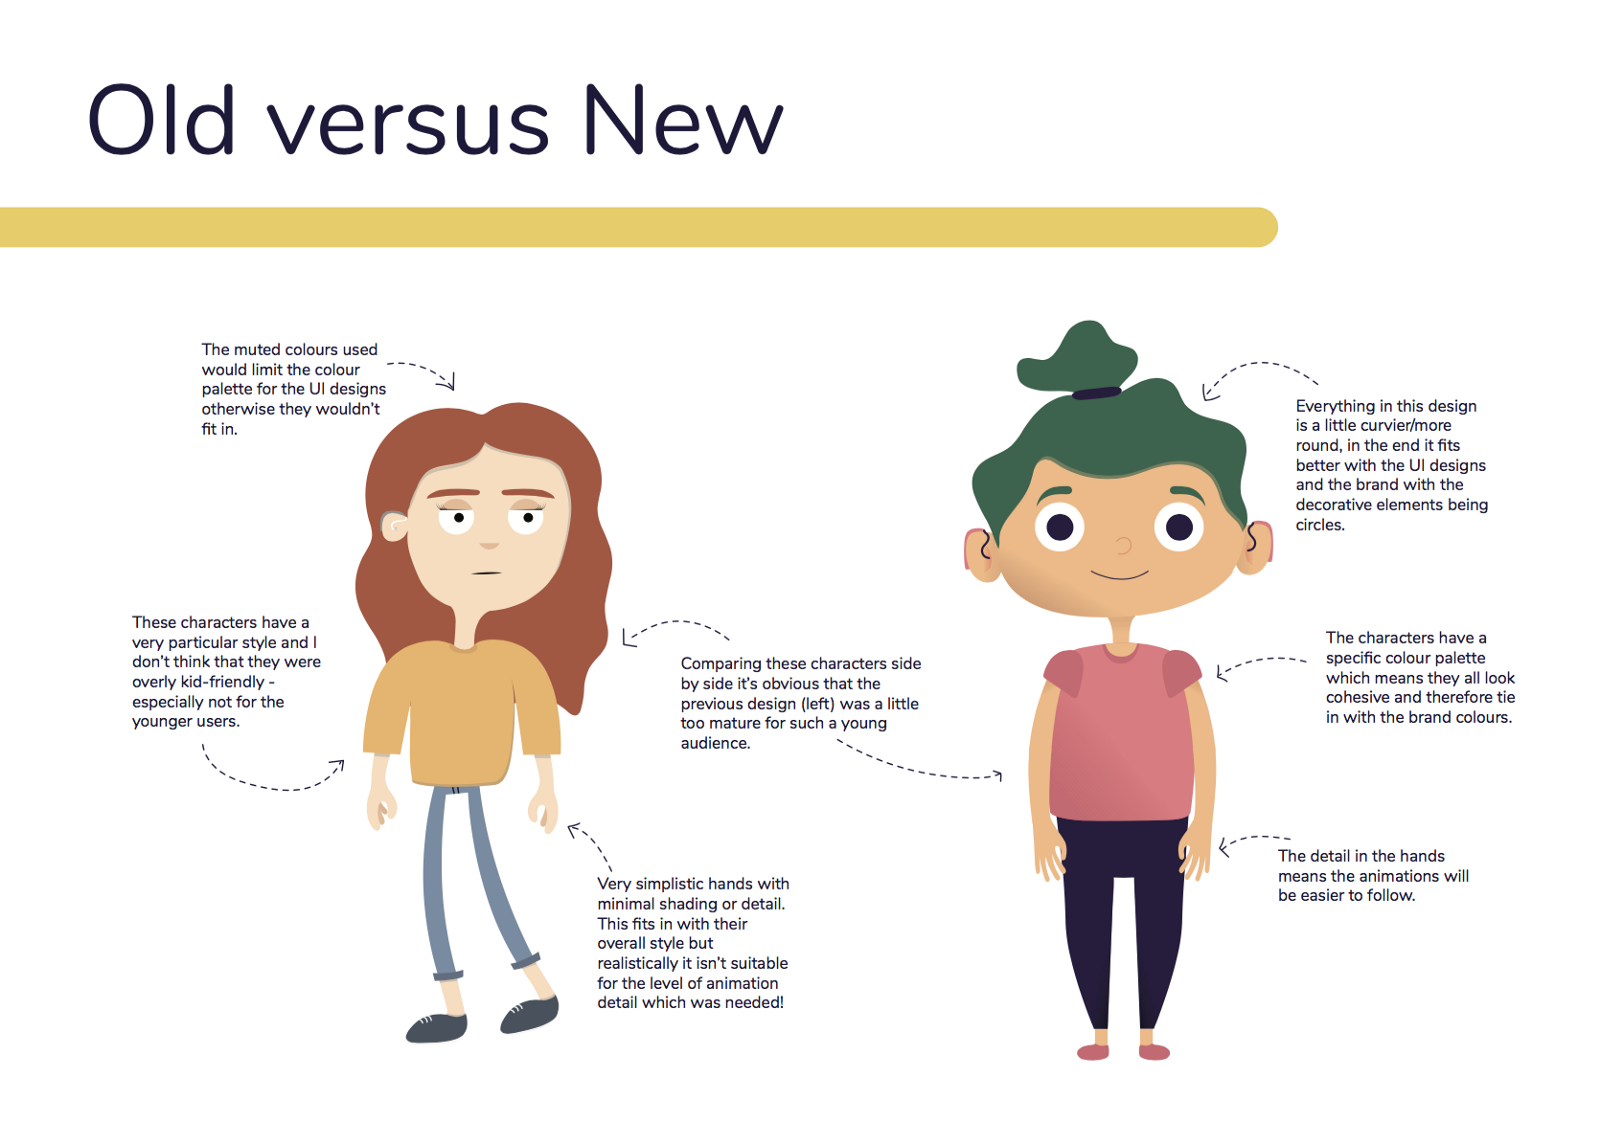 Old versus New
The muted colours used
would limit the colour
palette for the UI designs
otherwise they wouldn't
fit in.
Everything in this design
is a little curvier/more
round, in the end it fits
better with the UI designs
and the brand with the
decorative elements being
circles.
These characters have a
very particular style and I
don't think that they were
overly kid-friendly -
especially not for the
younger users.
Comparing these characters side
by side it's obvious that the
previous design (left) was a little
too mature for such a young
audience.
The characters have a
specific colour palette
which means they all look
cohesive and therefore tie
in with the brand colours.
Very simplistic hands with
minimal shading or detail.
This fits in with their
overall style but
realistically it isn't suitable
for the level of animation
detail which was needed!
The detail in the hands
means the animations will
be easier to follow.